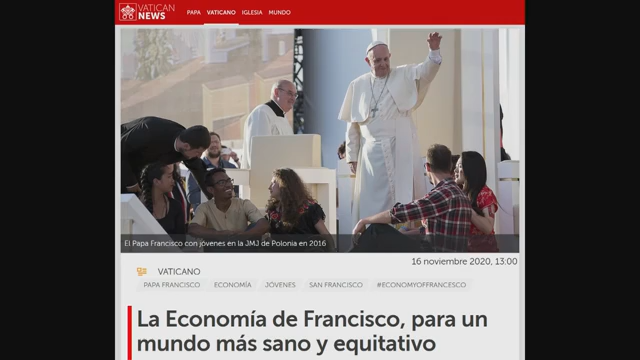 VATICAN
NEWS
PAPA VATICANO IGLESIA MUNDO
El Papa Francisco con jóvenes en la JMJ de Polonia en 2016
16 noviembre 2020, 13:00
VATICANO
PAPA FRANCISCO ECONOMÍA JÓVENES SAN FRANCISCO #ECONOMYOFFRANCESCO
La Economía de Francisco, para un
mundo más sano y equitativo